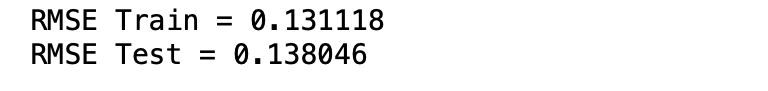 RMSE Train = 0.131118
RMSE Test = 0.138046